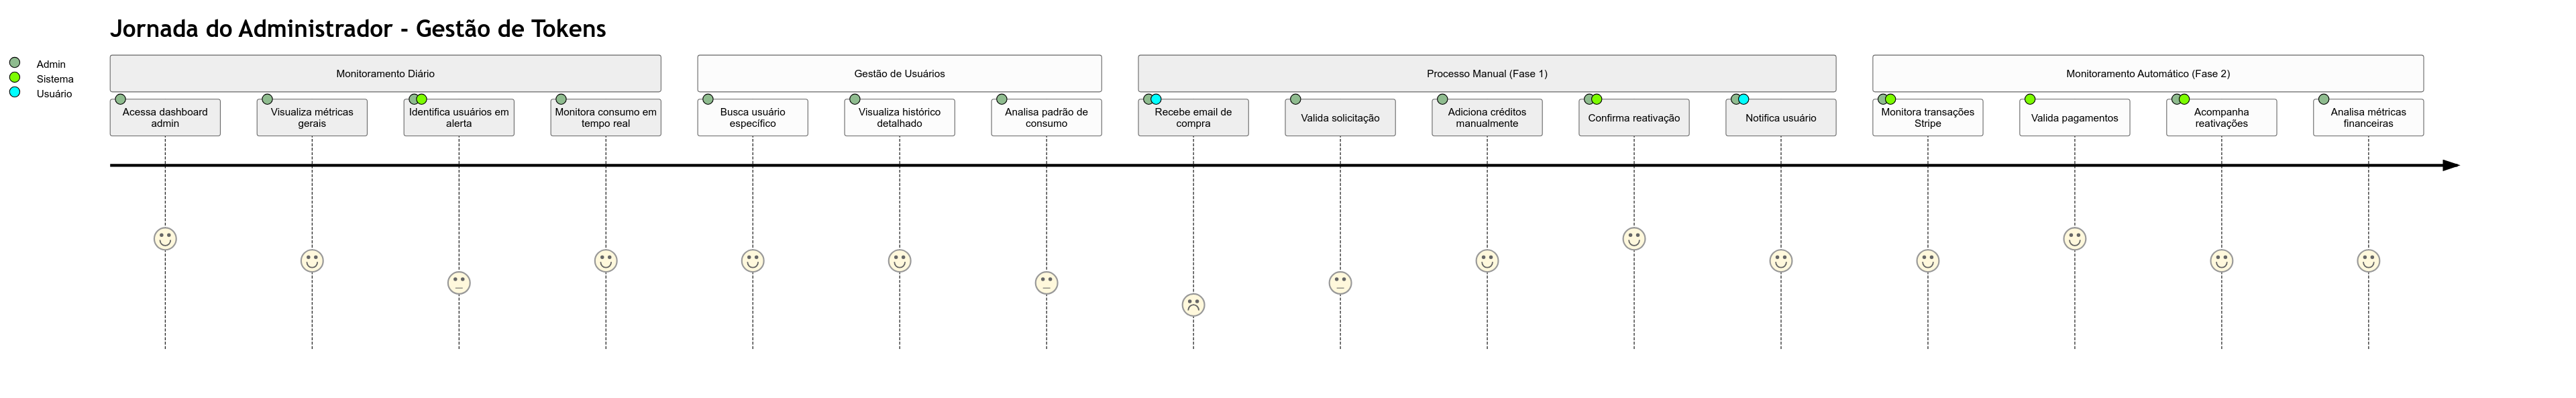 Jornada do Administrador - Gestão de Tokens
Admin
Sistema
Usuário
Monitoramento Diário
Acessa dashboard
admin
Visualiza métricas
gerais
Identifica usuários em
alerta
Monitora consumo em
tempo real
Gestão de Usuários
Busca usuário
específico
Visualiza histórico
detalhado
Analisa padrão de
consumo
Processo Manual (Fase 1)
Recebe email de
compra
Valida solicitação
Adiciona créditos
manualmente
Confirma reativação
Notifica usuário
Monitoramento Automático (Fase 2)
Monitora transações
Stripe
Valida pagamentos
Acompanha
reativações
Analisa métricas
financeiras